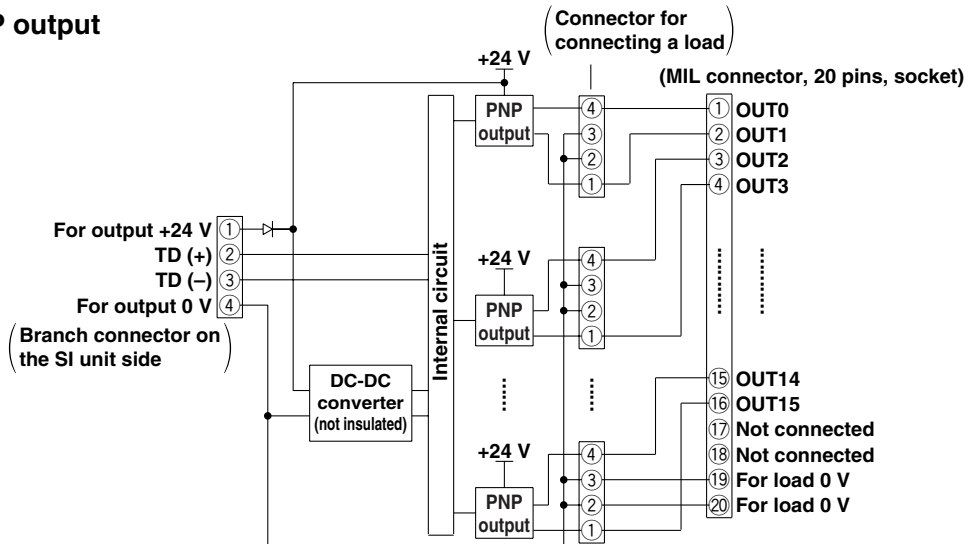 P output
(Connector for
connecting a load)
(MIL connector, 20 pins, socket)
+24 V
PNP
output
4
3
2
1
1 OUT0
2 OUT1
3 OUT2
4 OUT3
For output +24 V 1
TD (+) 2
TD (–) 3
For output 0 V 4
(Branch connector on
the SI unit side)
Internal circuit
DC-DC
converter
(not insulated)
+24 V
PNP
output
4
3
2
1
+24 V
PNP
output
4
3
2
1
15 OUT14
16 OUT15
17 Not connected
18 Not connected
19 For load 0 V
20 For load 0 V